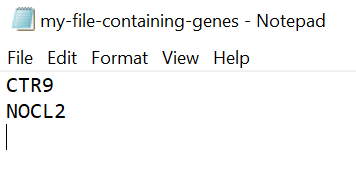 my-file-containing-genes - Notepad
File Edit Format View Help
CTR9
NOCL2